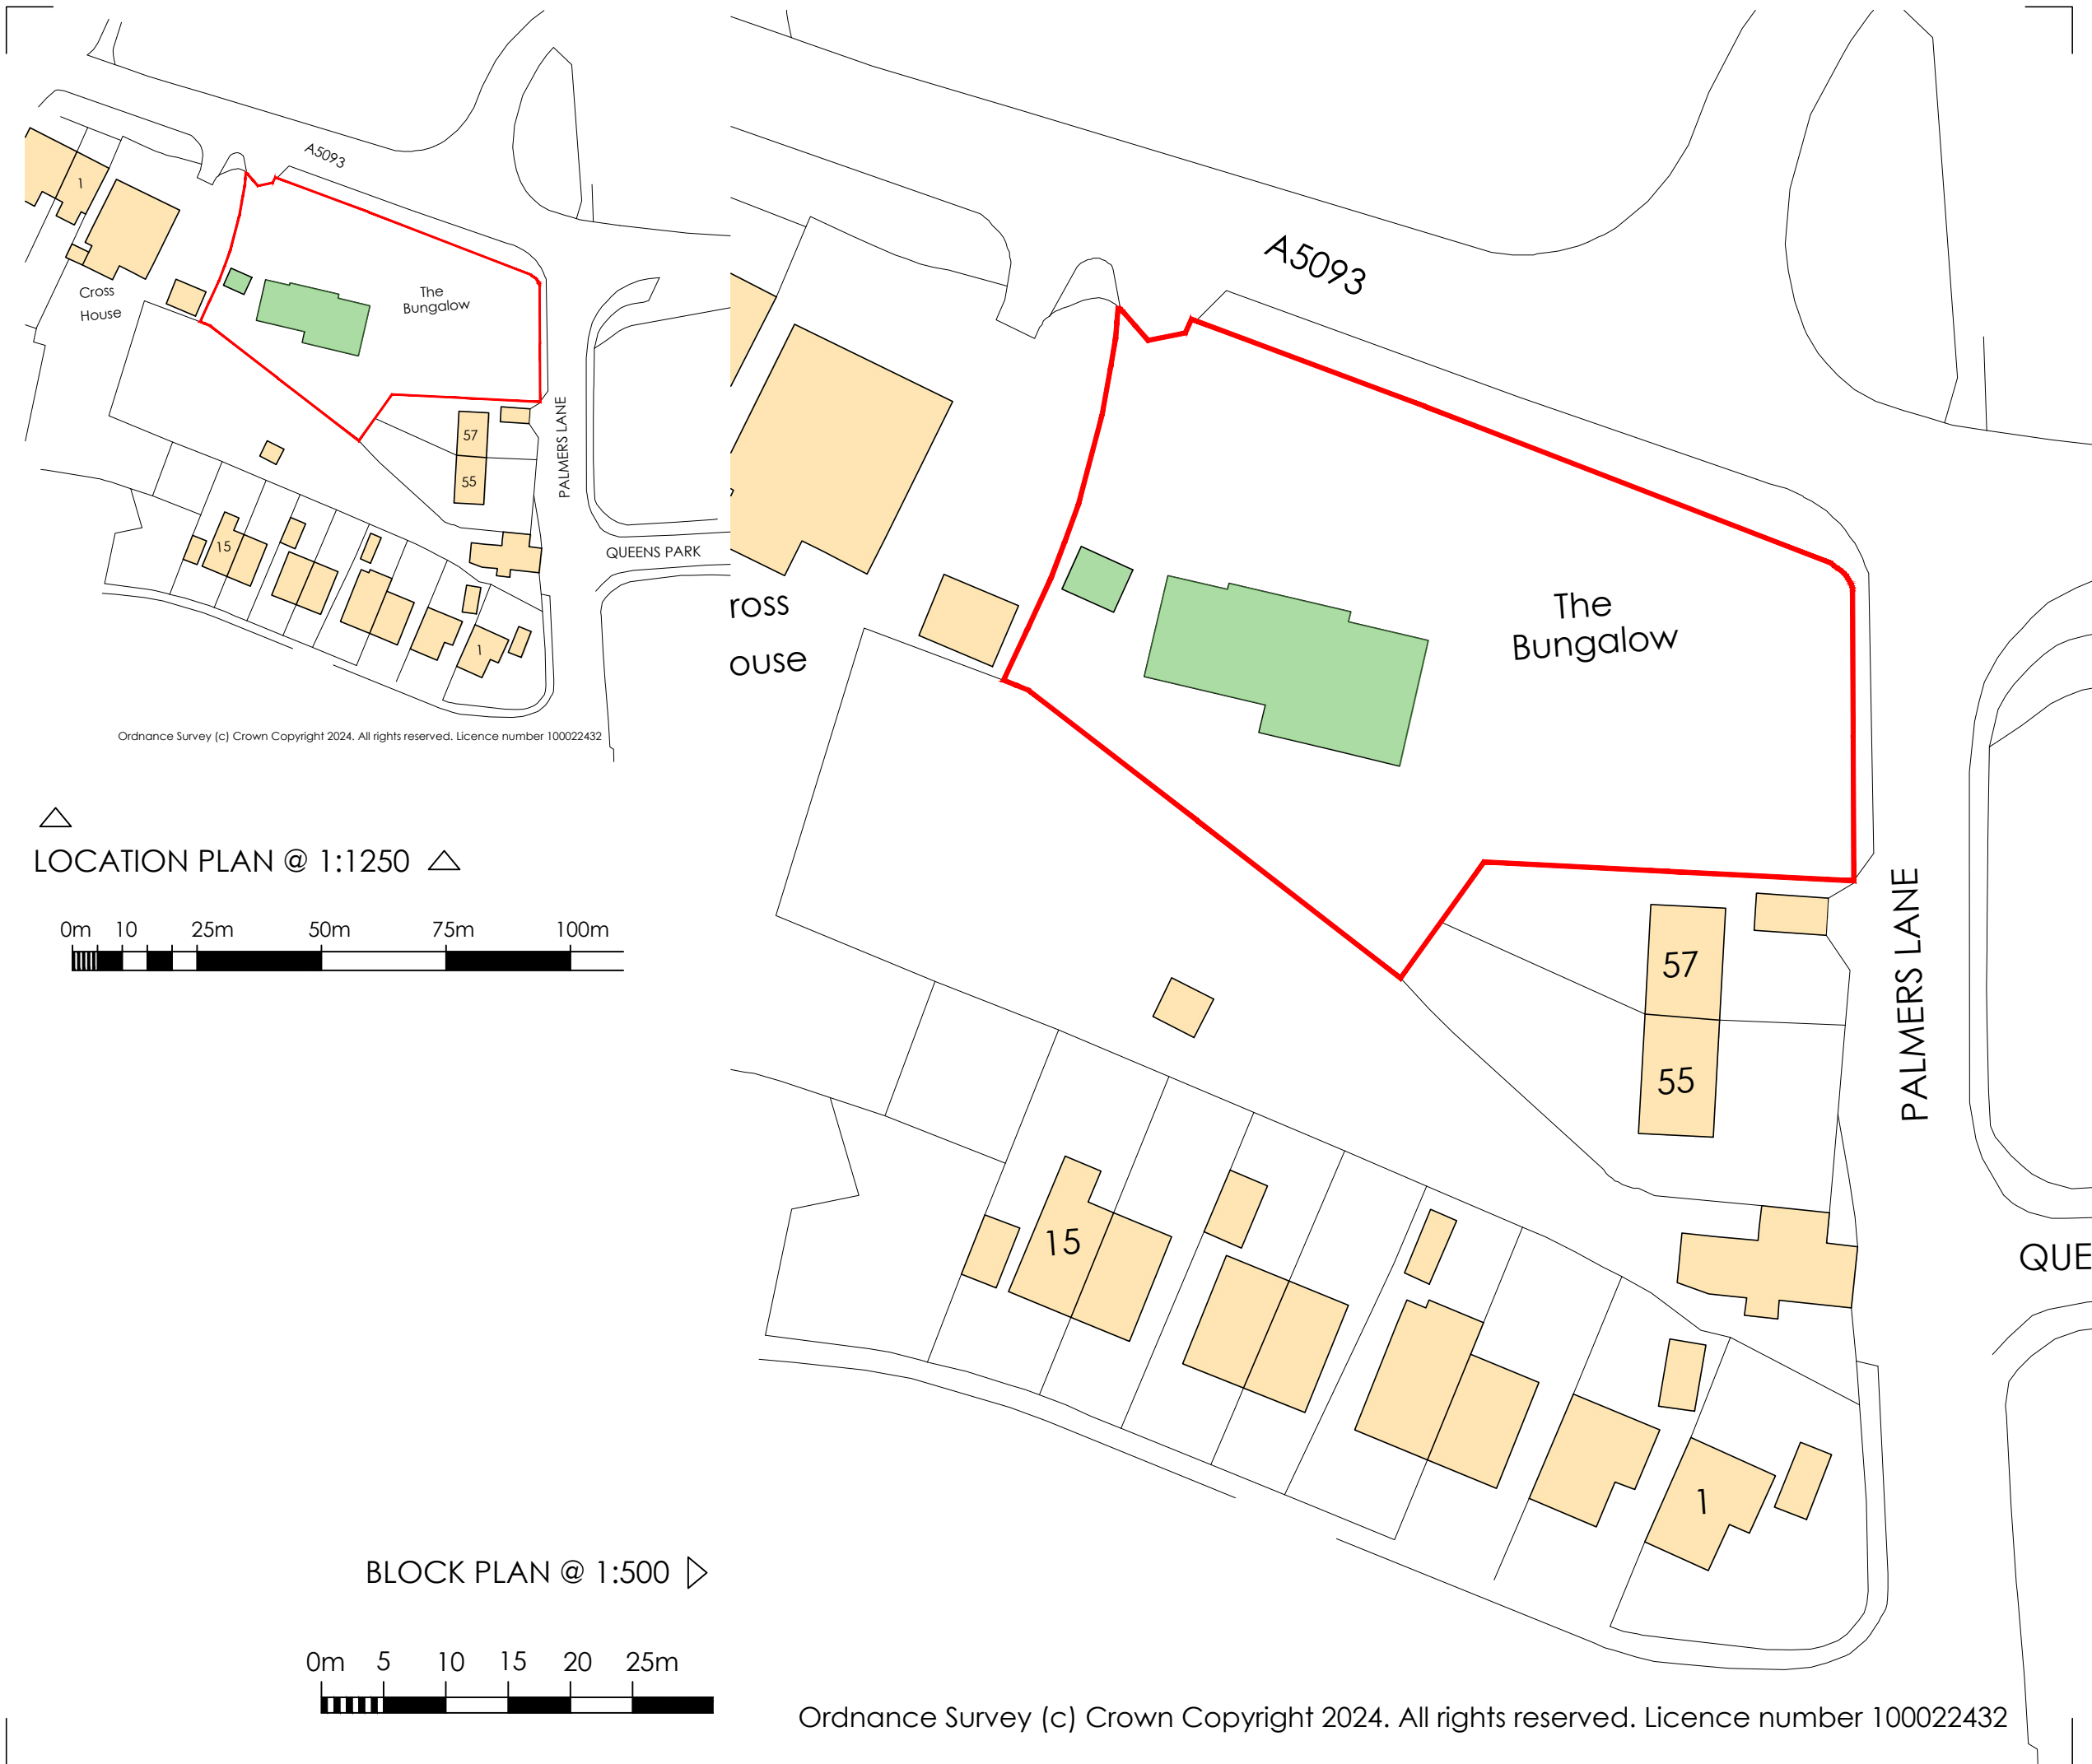 A5093
1
Cross
House
The
Bungalow
57
55
PALMERS LANE
QUEENS PARK
15
1
Ordnance Survey (c) Crown Copyright 2024. All rights reserved. Licence number 100022432
LOCATION PLAN @ 1:1250
0m 10 25m 50m 75m 100m
A5093
ross
ouse
The
Bungalow
57
55
PALMERS LANE
QUE
15
1
BLOCK PLAN @ 1:500
0m 5 10 15 20 25m
Ordnance Survey (c) Crown Copyright 2024. All rights reserved. Licence number 100022432